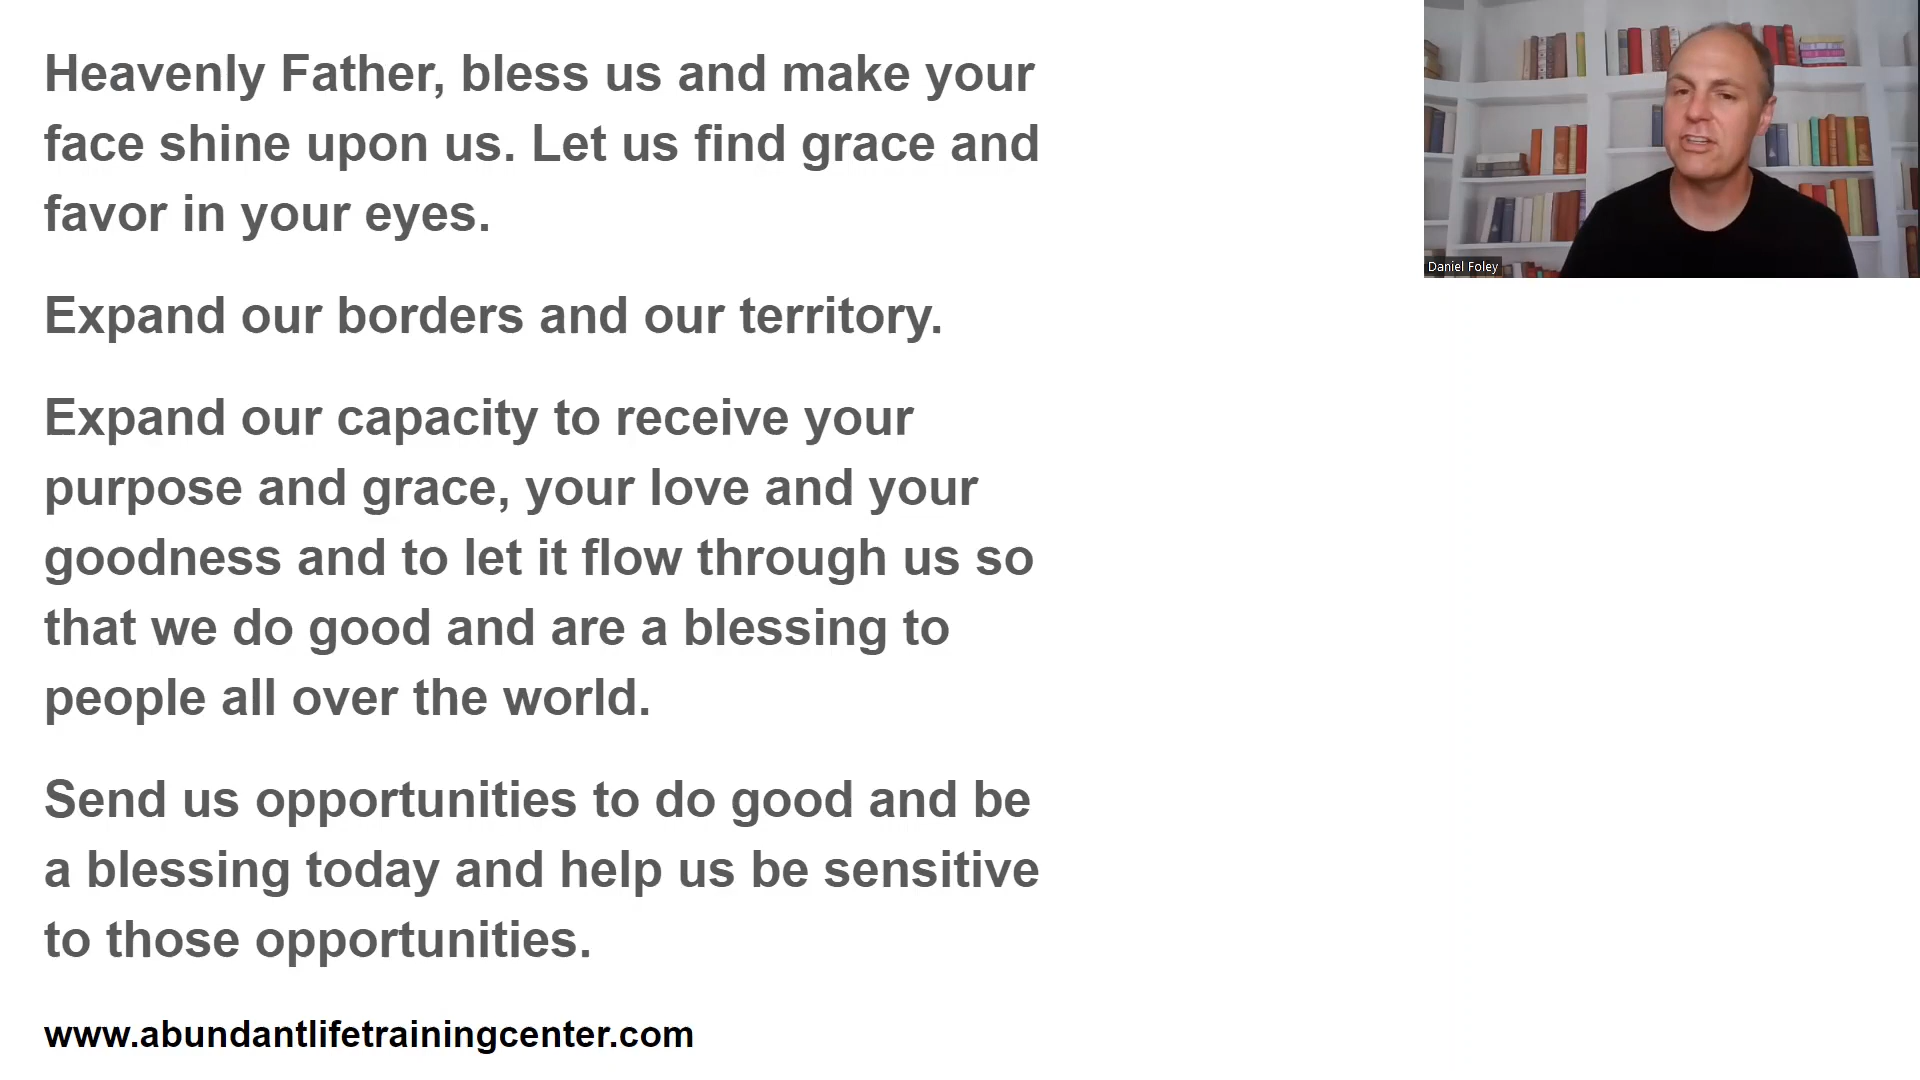 Heavenly Father, bless us and make your
face shine upon us. Let us find grace and
favor in your eyes.
Expand our borders and our territory.
Expand our capacity to receive your
purpose and grace, your love and your
goodness and to let it flow through us so
that we do good and are a blessing to
people all over the world.
Send us opportunities to do good and be
a blessing today and help us be sensitive
to those opportunities.
www.abundantlifetrainingcenter.com
Daniel Foley